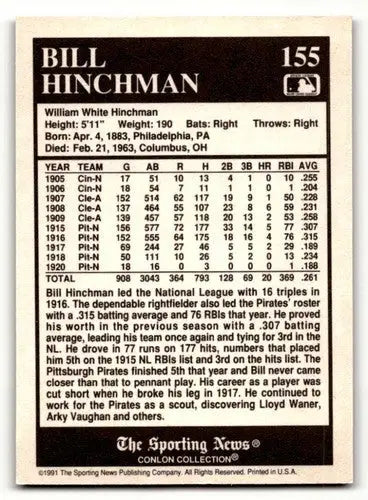 BILL 155
HINCHMAN
William White Hinchman
Height: 5'11" Weight: 190 Bats: Right Throws: Right
Born: Apr. 4, 1883, Philadelphia, PA
Died: Feb. 21, 1963, Columbus, OH
YEAR TEAM G AB R H 2B 3B HR RBI AVG
1905 Cin-N 17 51 10 13 4 1 0 10 .255
1906 Cin-N 18 54 7 11 1 1 0 1 .204
1907 Cle-A 152 514 62 117 19 9 1 50 .228
1908 Cle-A 137 464 55 107 23 8 6 59 .231
1909 Cle-A 139 457 57 118 20 13 2 53 .258
1915 Pit-N 156 577 72 177 33 14 5 77 .307
1916 Pit-N 152 555 64 175 18 16 4 76 .315
1917 Pit-N 69 244 27 46 5 5 2 29 .189
1918 Pit-N 50 111 10 26 5 2 0 13 .234
1920 Pit-N 18 16 0 3 0 0 0 1 .188
TOTAL 908 3043 364 793 128 69 20 369 .261
Bill Hinchman led the National League with 16 triples in
1916. The dependable rightfielder also led the Pirates' roster
with a .315 batting average and 76 RBIs that year. He proved
his worth in the previous season with a .307 batting
average, leading his team once again and tying for 3rd in the
NL. He drove in 77 runs on 177 hits, numbers that placed
him 5th on the 1915 NL RBIs list and 3rd on the hits list. The
Pittsburgh Pirates finished 5th that year and Bill never
came closer than that to pennant play. His career as a player was
cut short when he broke his leg in 1917. He continued to
work for the Pirates as a scout, discovering Lloyd Waner,
Arky Vaughan and others.
The Sporting News®
CONLON COLLECTION™
©1991 The Sporting News Publishing Company. All Rights Reserved. Printed in U.S.A.